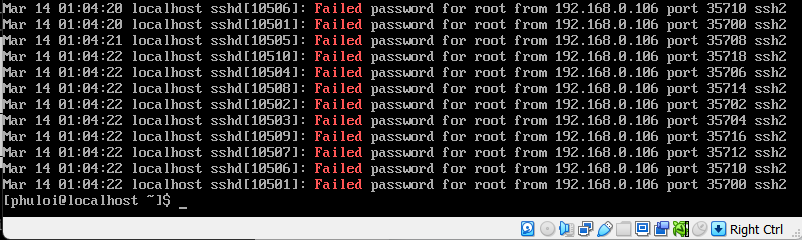 Mar 14 01:04:20 localhost sshd[10506]: Failed password for root from 192.168.0.106 port 35710 ssh2
Mar 14 01:04:20 localhost sshd[10501]: Failed password for root from 192.168.0.106 port 35700 ssh2
Mar 14 01:04:21 localhost sshd[10505]: Failed password for root from 192.168.0.106 port 35708 ssh2
Mar 14 01:04:22 localhost sshd[10510]: Failed password for root from 192.168.0.106 port 35718 ssh2
Mar 14 01:04:22 localhost sshd[10504]: Failed password for root from 192.168.0.106 port 35706 ssh2
Mar 14 01:04:22 localhost sshd[10508]: Failed password for root from 192.168.0.106 port 35714 ssh2
Mar 14 01:04:22 localhost sshd[10502]: Failed password for root from 192.168.0.106 port 35702 ssh2
Mar 14 01:04:22 localhost sshd[10503]: Failed password for root from 192.168.0.106 port 35704 ssh2
Mar 14 01:04:22 localhost sshd[10509]: Failed password for root from 192.168.0.106 port 35716 ssh2
Mar 14 01:04:22 localhost sshd[10507]: Failed password for root from 192.168.0.106 port 35712 ssh2
Mar 14 01:04:22 localhost sshd[10506]: Failed password for root from 192.168.0.106 port 35710 ssh2
Mar 14 01:04:22 localhost sshd[10501]: Failed password for root from 192.168.0.106 port 35700 ssh2
[phuloi@localhost ~]$ _
Right Ctrl